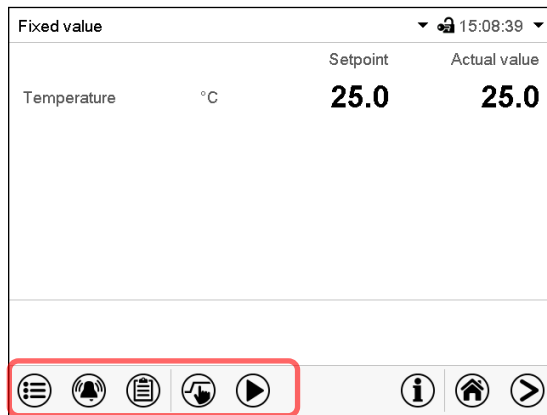 Fixed value 15:08:39
Setpoint Actual value
Temperature °C 25.0 25.0